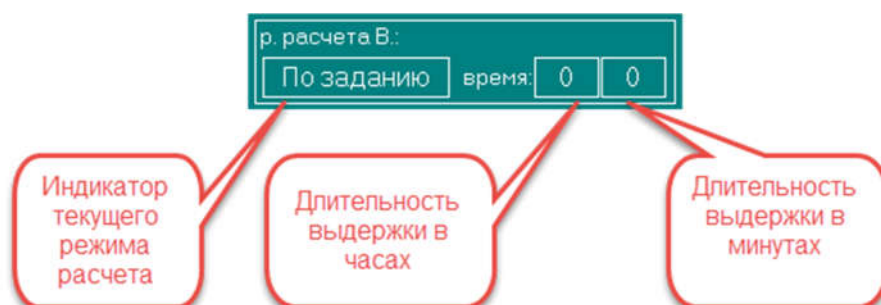 р. расчета В.:
По заданию время: 0 0
Индикатор
текущего
режима
расчета
Длительность
выдержки в
часах
Длительность
выдержки в
минутах